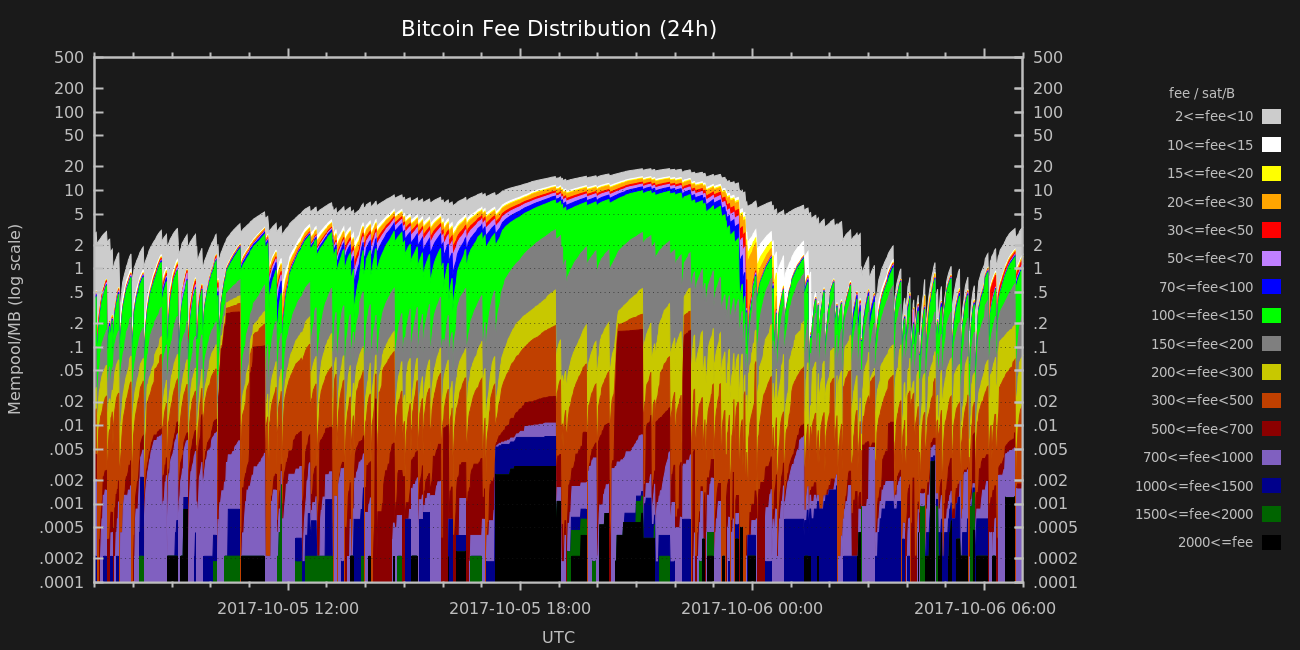 Bitcoin Fee Distribution (24h)
500
200
100
50
20
10
5
2
1
.5
.2
.1
.05
.02
.01
.005
.002
.001
.0005
.0002
.0001
Mempool/MB (log scale)
500
200
100
50
20
10
5
2
1
.5
.2
.1
.05
.02
.01
.005
.002
.001
.0005
.0002
.0001
2017-10-05 12:00
2017-10-05 18:00
2017-10-06 00:00
2017-10-06 06:00
UTC
fee / sat/B
2<=fee<10
10<=fee<15
15<=fee<20
20<=fee<30
30<=fee<50
50<=fee<70
70<=fee<100
100<=fee<150
150<=fee<200
200<=fee<300
300<=fee<500
500<=fee<700
700<=fee<1000
1000<=fee<1500
1500<=fee<2000
2000<=fee